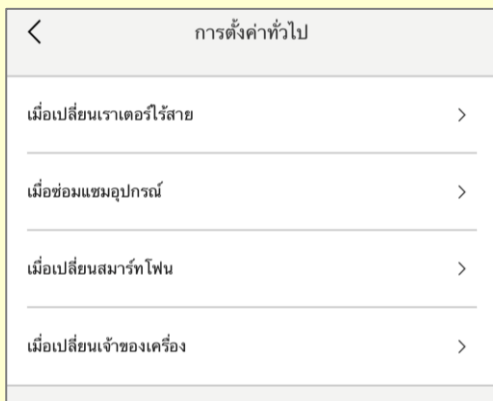 การตั้งค่าทั่วไป
เมื่อเปลี่ยนเราเตอร์ไร้สาย
เมื่อซ่อมแซมอุปกรณ์
เมื่อเปลี่ยนสมาร์ทโฟน
เมื่อเปลี่ยนเจ้าของเครื่อง